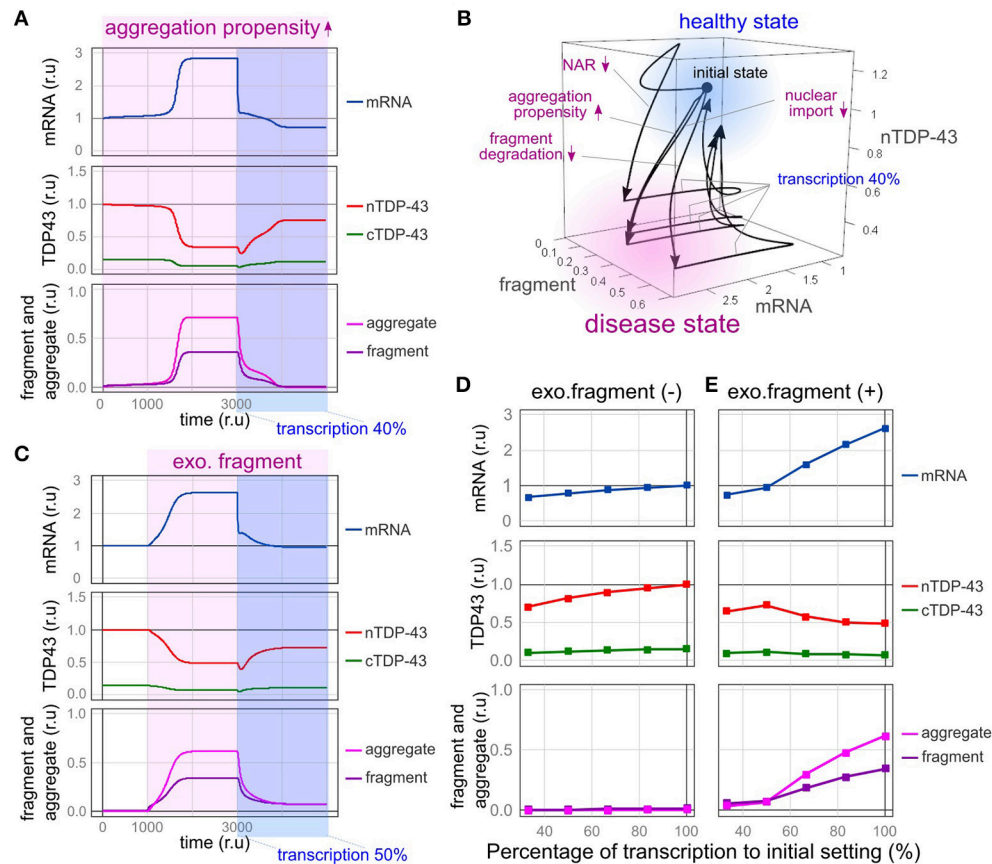 A
aggregation propensity↑
3
2
1
0
mRNA (r.u)
mRNA
1.5
1.0
0.5
0.0
TDP43 (r.u)
nTDP-43
cTDP-43
1.0
0.5
0.0
fragment and
aggregate (r.u)
aggregate
fragment
0
1000
3000
time (r.u)
transcription 40%
B
healthy state
NAR ↓
initial state
aggregation
propensity ↑
nuclear
import ↓
fragment
degradation ↓
transcription 40%
1.2
1
0.8
0.6
0.4
nTDP-43
0
0.1
0.2
0.3
0.4
0.5
0.6
fragment
2.5
2
1.5
1
mRNA
disease state
C
exo. fragment
3
2
1
0
mRNA (r.u)
mRNA
1.5
1.0
0.5
0.0
TDP43 (r.u)
nTDP-43
cTDP-43
1.0
0.5
0.0
fragment and
aggregate (r.u)
aggregate
fragment
0
1000
3000
time (r.u)
transcription 50%
D
exo.fragment (-)
E
exo.fragment (+)
3
2
1
0
mRNA (r.u)
mRNA
1.5
1.0
0.5
0.0
TDP43 (r.u)
nTDP-43
cTDP-43
1.0
0.5
0.0
fragment and
aggregate (r.u)
aggregate
fragment
40
60
80
100
40
60
80
100
Percentage of transcription to initial setting (%)